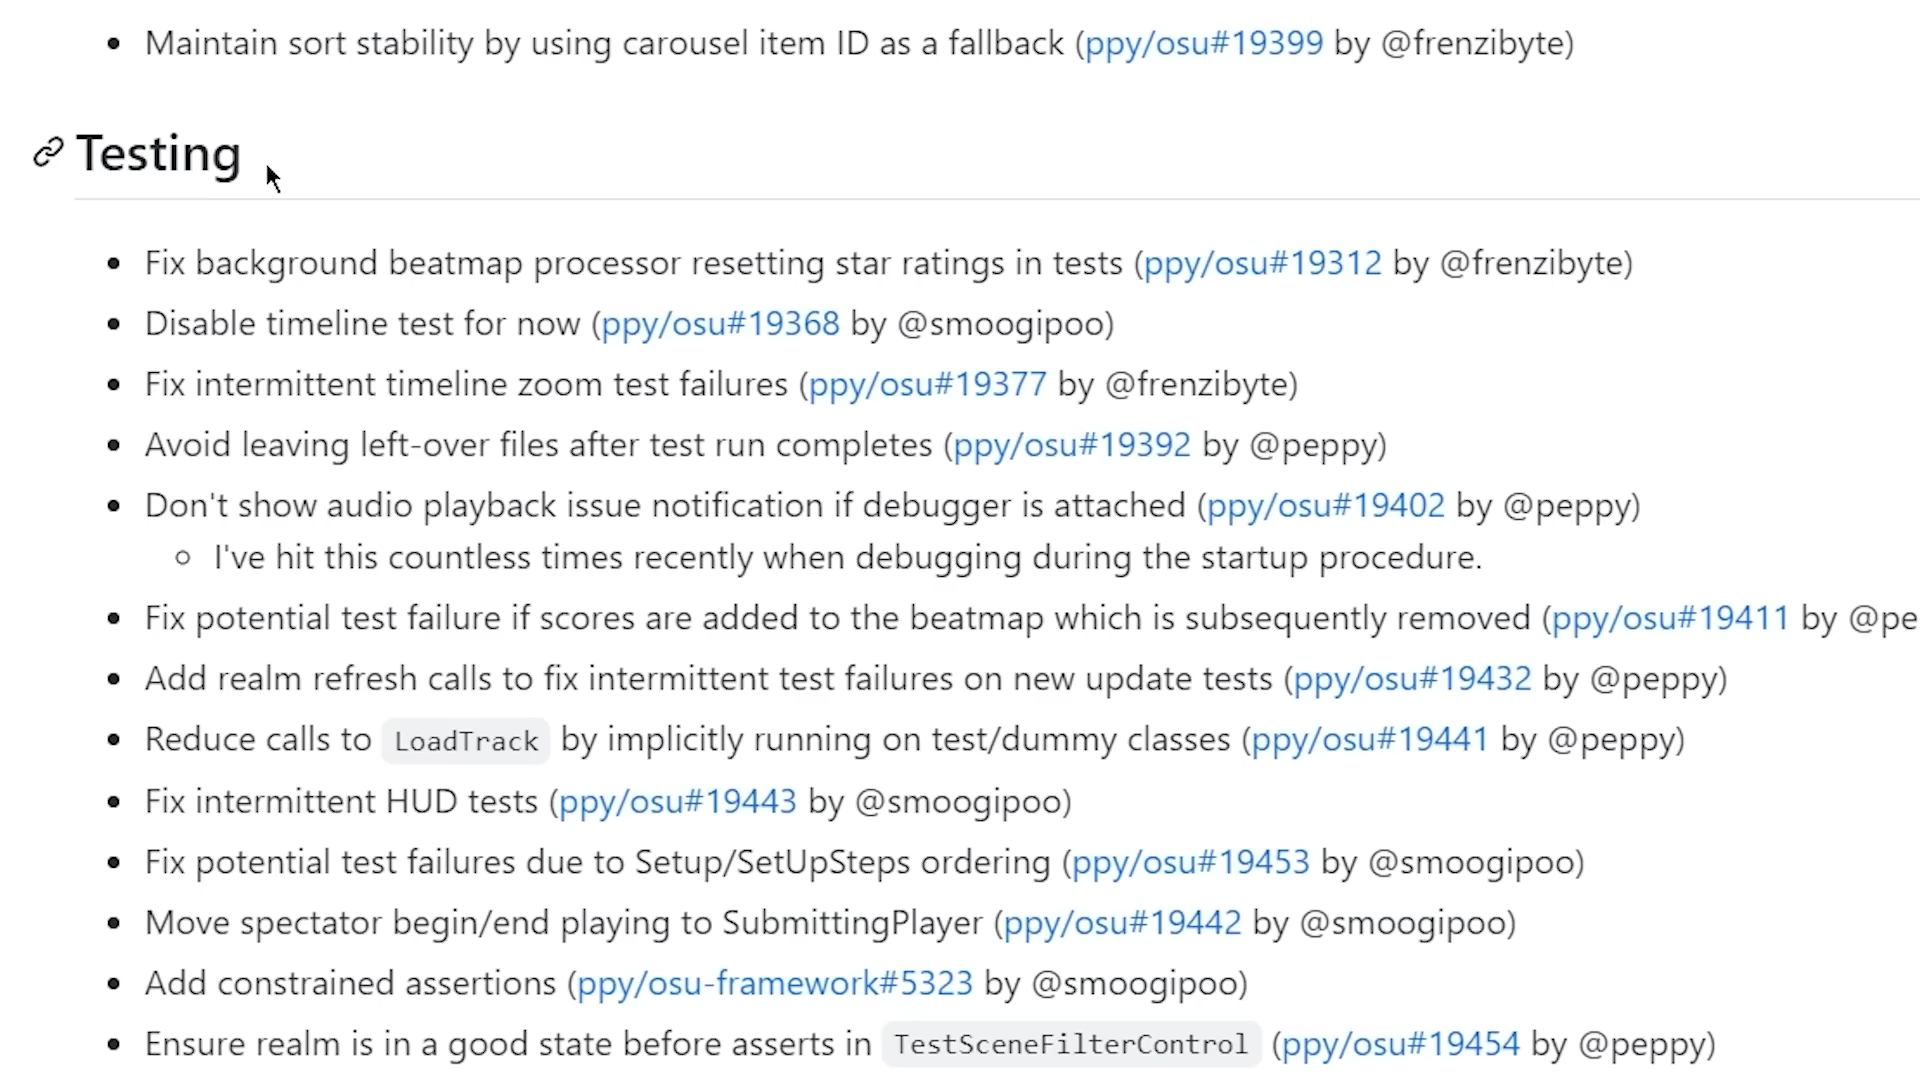 Maintain sort stability by using carousel item ID as a fallback (ppy/osu#19399 by @frenzibyte)
Testing
Fix background beatmap processor resetting star ratings in tests (ppy/osu#19312 by @frenzibyte)
Disable timeline test for now (ppy/osu#19368 by @smoogipoo)
Fix intermittent timeline zoom test failures (ppy/osu#19377 by @frenzibyte)
Avoid leaving left-over files after test run completes (ppy/osu#19392 by @peppy)
Don't show audio playback issue notification if debugger is attached (ppy/osu#19402 by @peppy)
I've hit this countless times recently when debugging during the startup procedure.
Fix potential test failure if scores are added to the beatmap which is subsequently removed (ppy/osu#19411 by @pe
Add realm refresh calls to fix intermittent test failures on new update tests (ppy/osu#19432 by @peppy)
Reduce calls to LoadTrack by implicitly running on test/dummy classes (ppy/osu#19441 by @peppy)
Fix intermittent HUD tests (ppy/osu#19443 by @smoogipoo)
Fix potential test failures due to Setup/SetUpSteps ordering (ppy/osu#19453 by @smoogipoo)
Move spectator begin/end playing to SubmittingPlayer (ppy/osu#19442 by @smoogipoo)
Add constrained assertions (ppy/osu-framework#5323 by @smoogipoo)
Ensure realm is in a good state before asserts in TestSceneFilterControl (ppy/osu#19454 by @peppy)